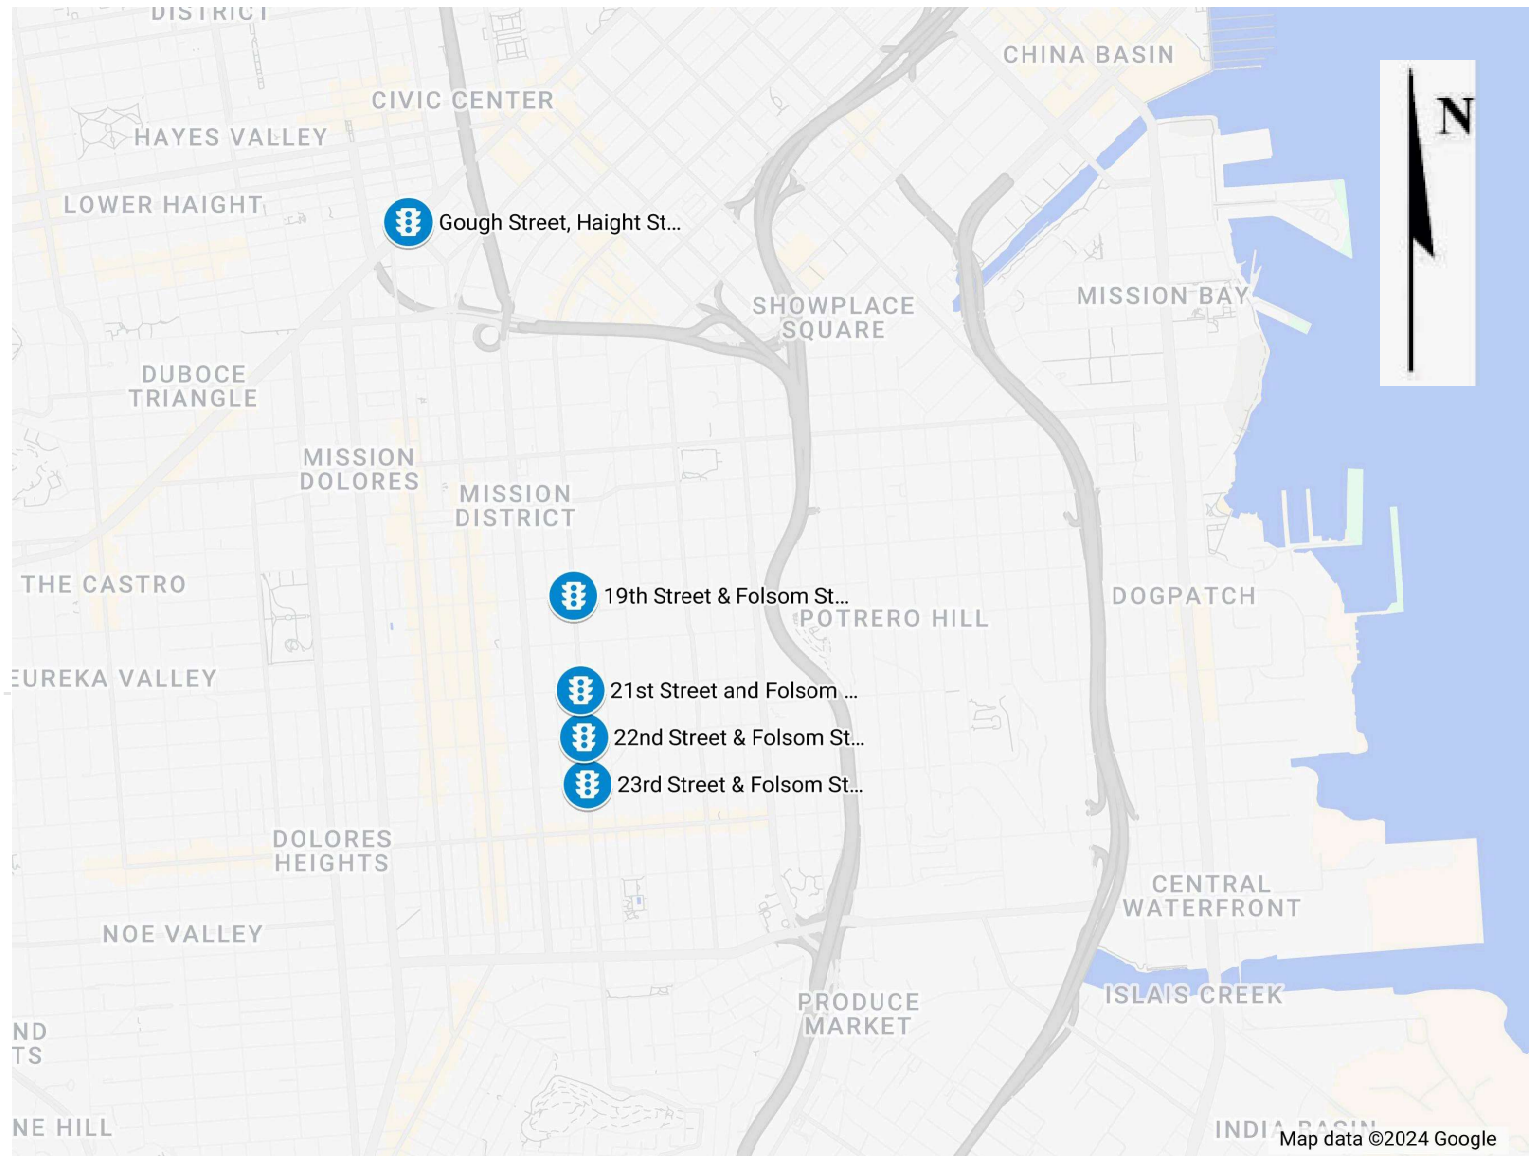 DISTRICT
CHINA BASIN
CIVIC CENTER
N
HAYES VALLEY
LOWER HAIGHT
Gough Street, Haight St...
MISSION BAY
SHOWPLACE
SQUARE
DUBOCE
TRIANGLE
MISSION
DOLORES
MISSION
DISTRICT
THE CASTRO
19th Street & Folsom St...
DOGPATCH
POTRERO HILL
EUREKA VALLEY
21st Street and Folsom ...
22nd Street & Folsom St...
23rd Street & Folsom St...
DOLORES
HEIGHTS
CENTRAL
WATERFRONT
NOE VALLEY
ISLAIS CREEK
PRODUCE
MARKET
ND
TS
NE HILL
INDIA BASIN
Map data ©2024 Google